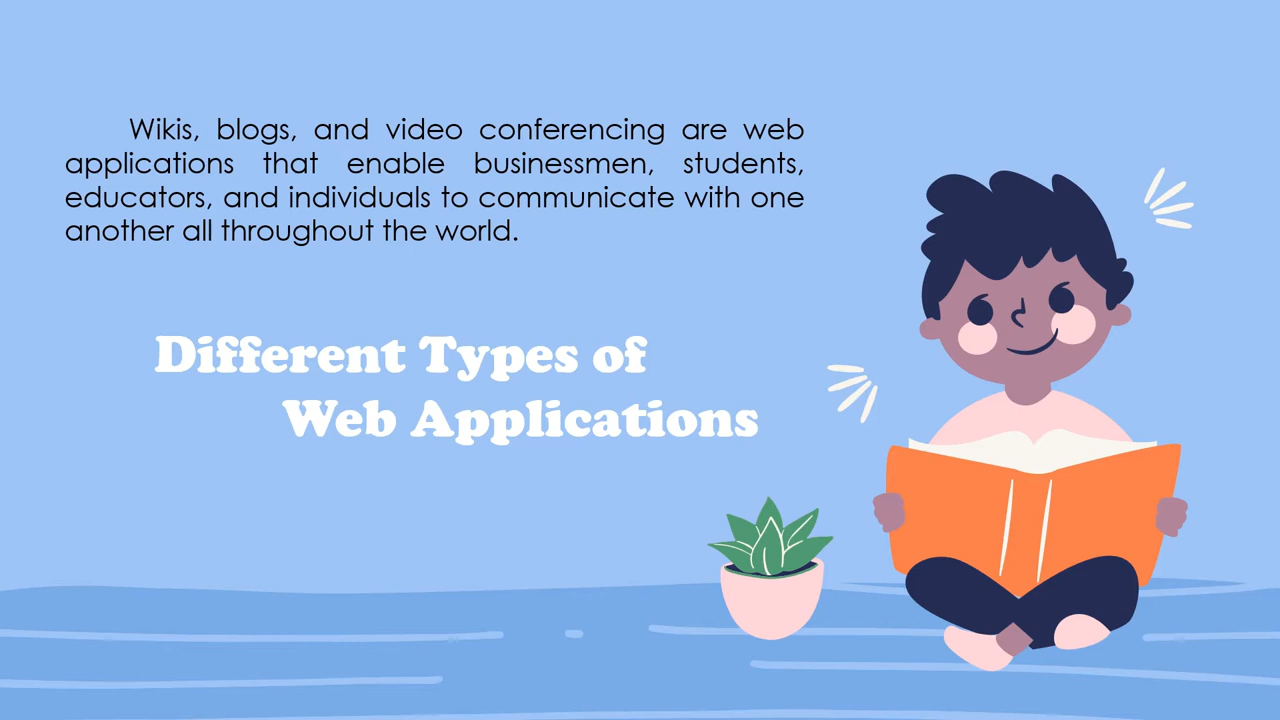 Wikis, blogs, and video conferencing are web
applications that enable businessmen, students,
educators, and individuals to communicate with one
another all throughout the world.
Different Types of
Web Applications